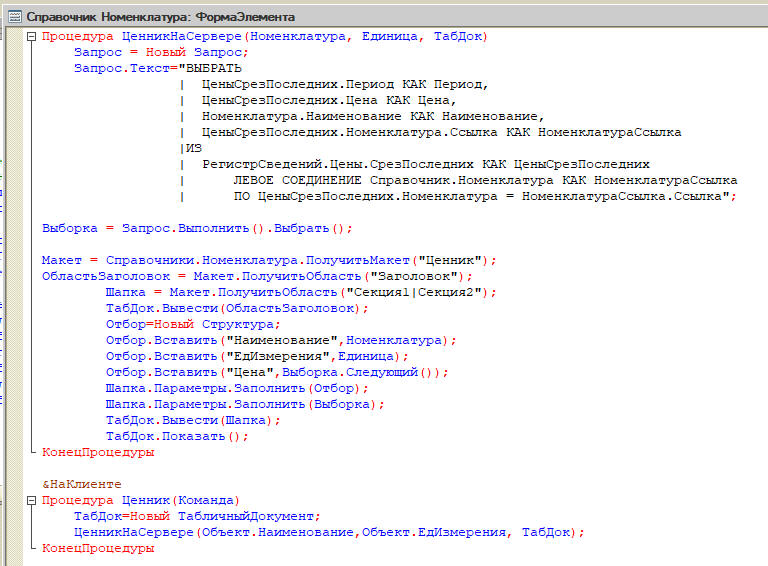 Справочник Номенклатура: ФормаЭлемента
Процедура ЦенникНаСервере(Номенклатура, Единица, ТабДок)
Запрос = Новый Запрос;
Запрос.Текст="ВЫБРАТЬ
| ЦеныСрезПоследних.Период КАК Период,
| ЦеныСрезПоследних.Цена КАК Цена,
| Номенклатура.Наименование КАК Наименование,
| ЦеныСрезПоследних.Номенклатура.Ссылка КАК НоменклатураСсылка
|ИЗ
| РегистрСведений.Цены.СрезПоследних КАК ЦеныСрезПоследних
| ЛЕВОЕ СОЕДИНЕНИЕ Справочник.Номенклатура КАК НоменклатураСсылка
| ПО ЦеныСрезПоследних.Номенклатура = НоменклатураСсылка.Ссылка";
Выборка = Запрос.Выполнить().Выбрать();
Макет = Справочники.Номенклатура.ПолучитьМакет("Ценник");
ОбластьЗаголовок = Макет.ПолучитьОбласть("Заголовок");
Шапка = Макет.ПолучитьОбласть("Секция1|Секция2");
ТабДок.Вывести(ОбластьЗаголовок);
Отбор=Новый Структура;
Отбор.Вставить("Наименование",Номенклатура);
Отбор.Вставить("ЕдИзмерения",Единица);
Отбор.Вставить("Цена",Выборка.Следующий());
Шапка.Параметры.Заполнить(Отбор);
Шапка.Параметры.Заполнить(Выборка);
ТабДок.Вывести(Шапка);
ТабДок.Показать();
КонецПроцедуры
&НаКлиенте
Процедура Ценник(Команда)
ТабДок=Новый ТабличныйДокумент;
ЦенникНаСервере(Объект.Наименование,Объект.ЕдИзмерения, ТабДок);
КонецПроцедуры